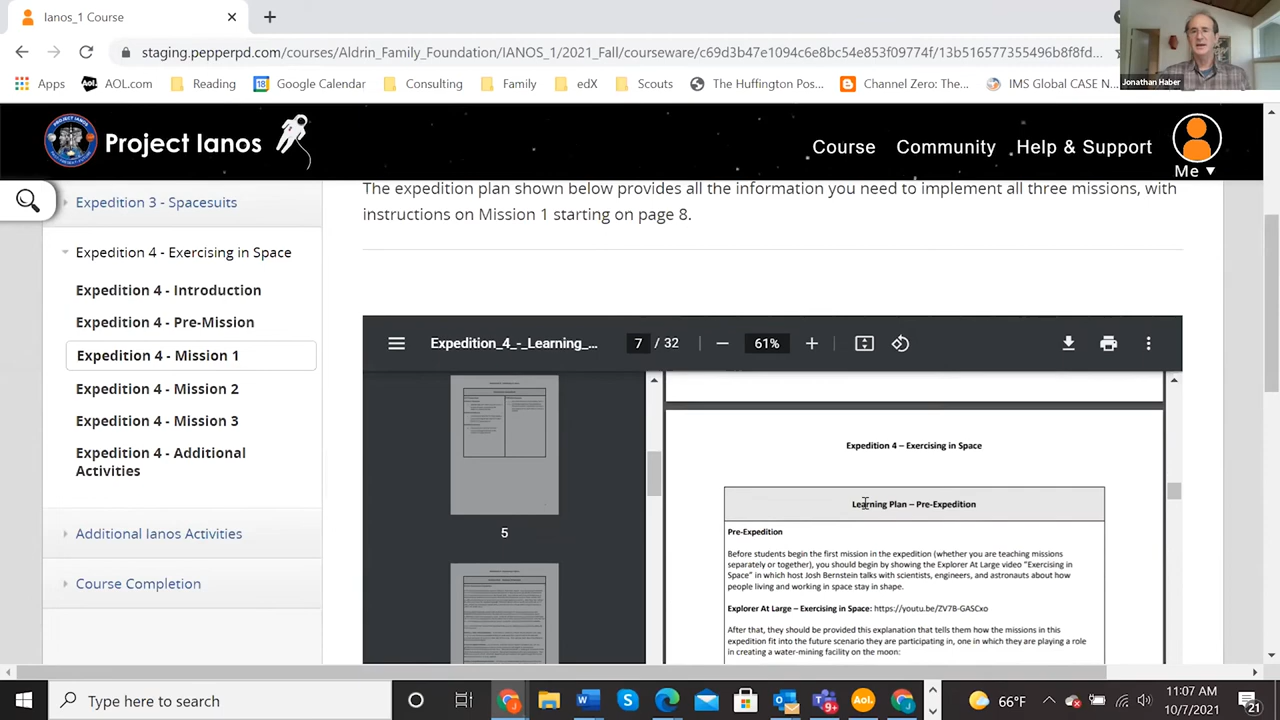 Ianos_1 Course
staging.pepperpd.com/courses/Aldrin_Family_Foundation/IANOS_1/2021_Fall/courseware/c69d3b47e1094c6e8bc54e853f09774f/13b516577355496b8f8fd...
Apps
AOL.com
Reading
Google Calendar
Consulting
Family
edX
Scouts
Huffington Pos...
Channel Zero: The...
IMS Global CASE N...
Jonathan Haber
Project Ianos
Course
Community
Help & Support
Me
Expedition 3 - Spacesuits
Expedition 4 - Exercising in Space
Expedition 4 - Introduction
Expedition 4 - Pre-Mission
Expedition 4 - Mission 1
Expedition 4 - Mission 2
Expedition 4 - Mission 3
Expedition 4 - Additional
Activities
Additional Ianos Activities
Course Completion
The expedition plan shown below provides all the information you need to implement all three missions, with
instructions on Mission 1 starting on page 8.
Expedition_4_-_Learning_...
7 / 32
61%
5
Expedition 4 – Exercising in Space
Learning Plan – Pre-Expedition
Pre-Expedition
Before students begin the first mission in the expedition (whether you are teaching missions
separately or together), you should begin by showing the Explorer At Large video "Exercising in
Space" in which host Josh Bernstein talks with scientists, engineers, and astronauts about how
people living and working in space stay in shape.
Explorer At Large – Exercising in Space: https://youtu.be/ZV7B-GASCxo
After that, they should be provided this explanation that tells them how the missions in this
expedition fit into the future scenario they are participating in, one in which they are playing a role
in creating a water-mining facility on the moon:
Type here to search
66°F
11:07 AM
10/7/2021
21